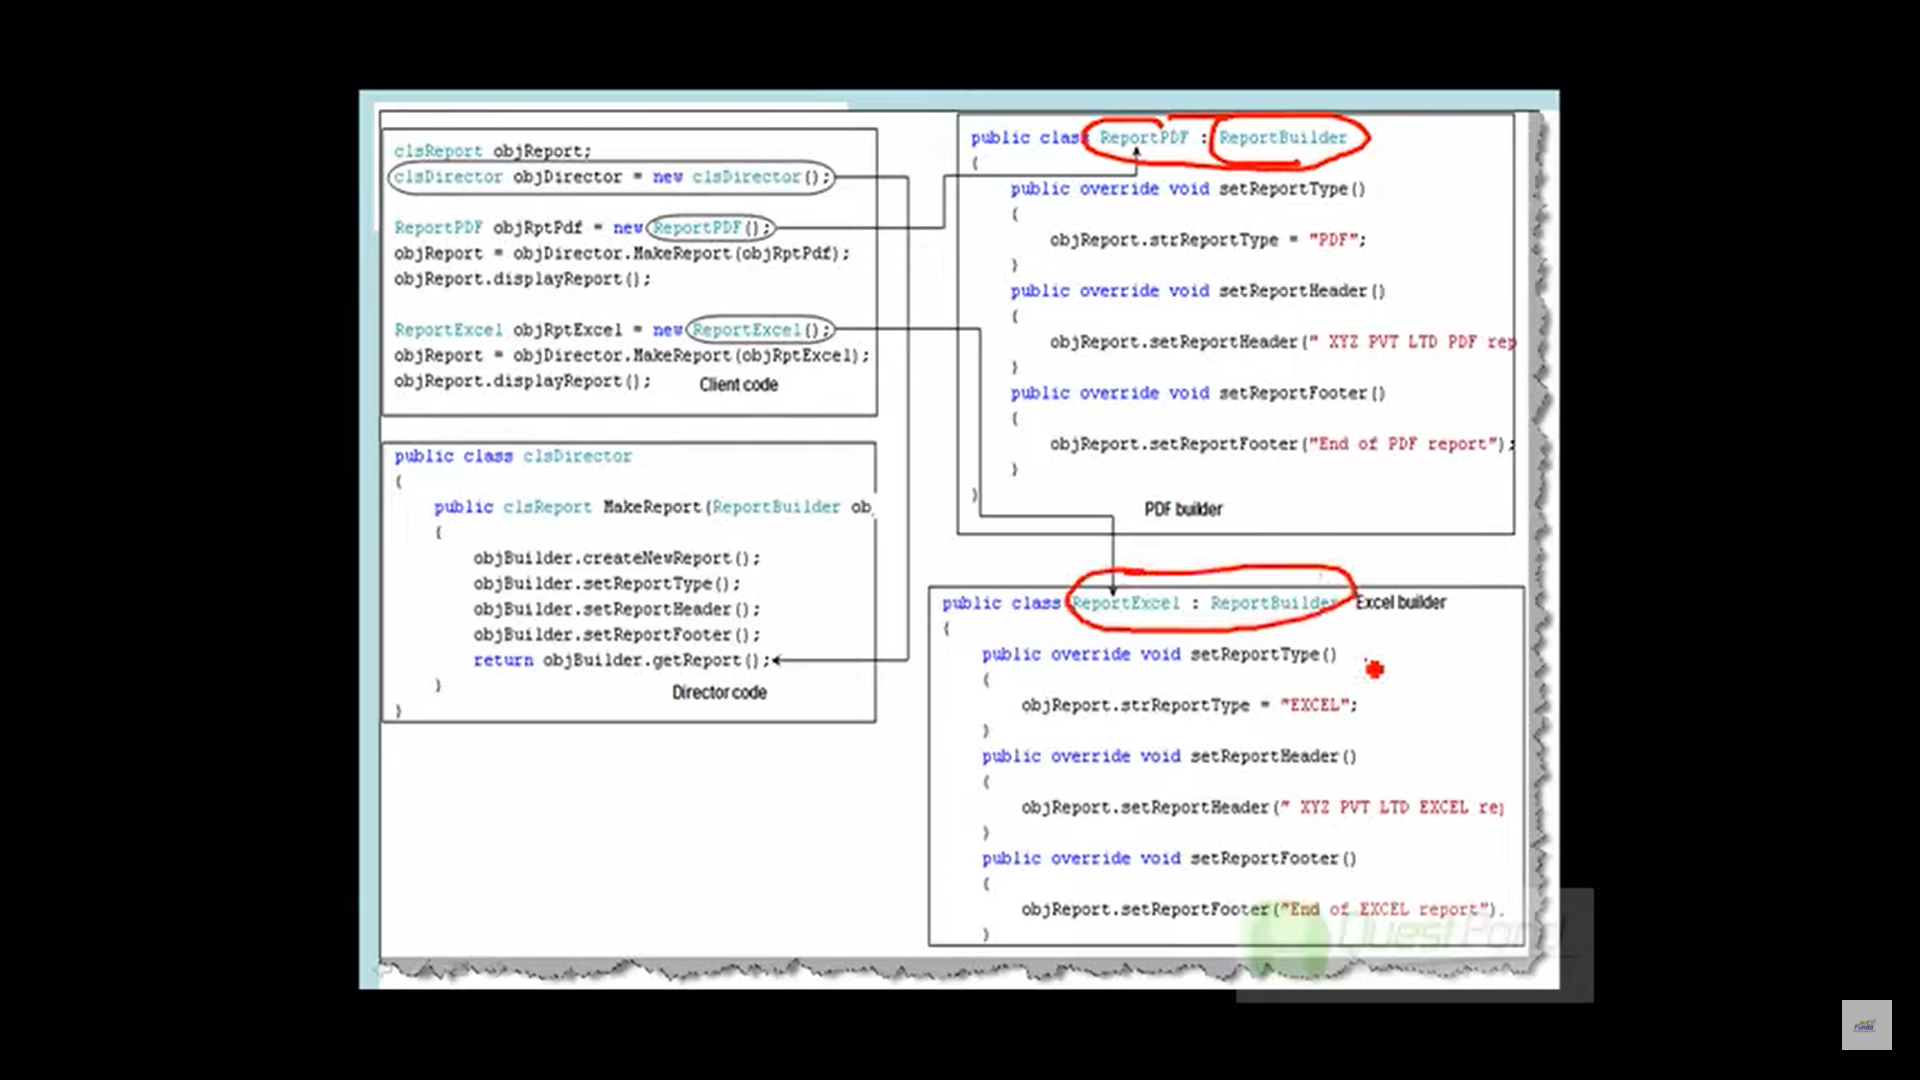 clsReport objReport;
clsDirector objDirector = new clsDirector();
ReportPDF objRptPdf = new ReportPDF();
objReport = objDirector.MakeReport(objRptPdf);
objReport.displayReport();
ReportExcel objRptExcel = new ReportExcel();
objReport = objDirector.MakeReport(objRptExcel);
objReport.displayReport();
Client code
public class clsDirector
{
public clsReport MakeReport(ReportBuilder ob
{
objBuilder.createNewReport();
objBuilder.setReportType();
objBuilder.setReportHeader();
objBuilder.setReportFooter();
return objBuilder.getReport();
}
Director code
}
public class ReportPDF : ReportBuilder
{
public override void setReportType()
{
objReport.strReportType = "PDF";
}
public override void setReportHeader()
{
objReport.setReportHeader(" XYZ PVT LTD PDF rep
}
public override void setReportFooter()
{
objReport.setReportFooter("End of PDF report");
}
}
PDF builder
public class ReportExcel : ReportBuilder
Excel builder
{
public override void setReportType()
{
objReport.strReportType = "EXCEL";
}
public override void setReportHeader()
{
objReport.setReportHeader(" XYZ PVT LTD EXCEL rep
}
public override void setReportFooter()
{
objReport.setReportFooter("End of EXCEL report").
}
QuestPond
Funda